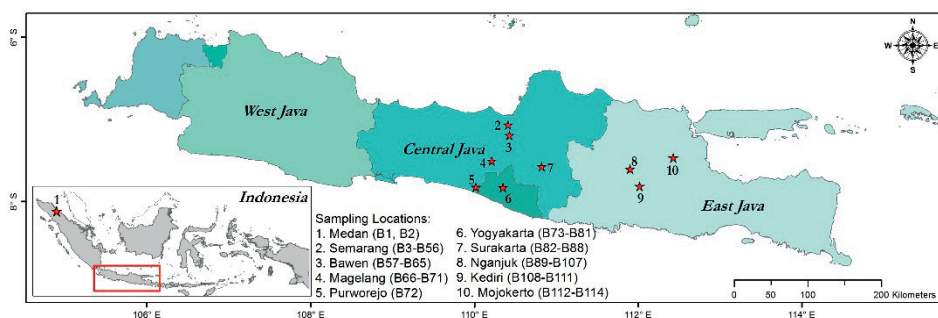 6° S
8° S
N
W E
S
West Java
Central Java
East Java
2
3
4
5
6
7
8
9
10
Indonesia
1
Sampling Locations:
1. Medan (B1, B2)
2. Semarang (B3-B56)
3. Bawen (B57-B65)
4. Magelang (B66-B71)
5. Purworejo (B72)
6. Yogyakarta (B73-B81)
7. Surakarta (B82-B88)
8. Nganjuk (B89-B107)
9. Kediri (B108-B111)
10. Mojokerto (B112-B114)
0 50 100 150 200 Kilometers
106° E 108° E 110° E 112° E 114° E